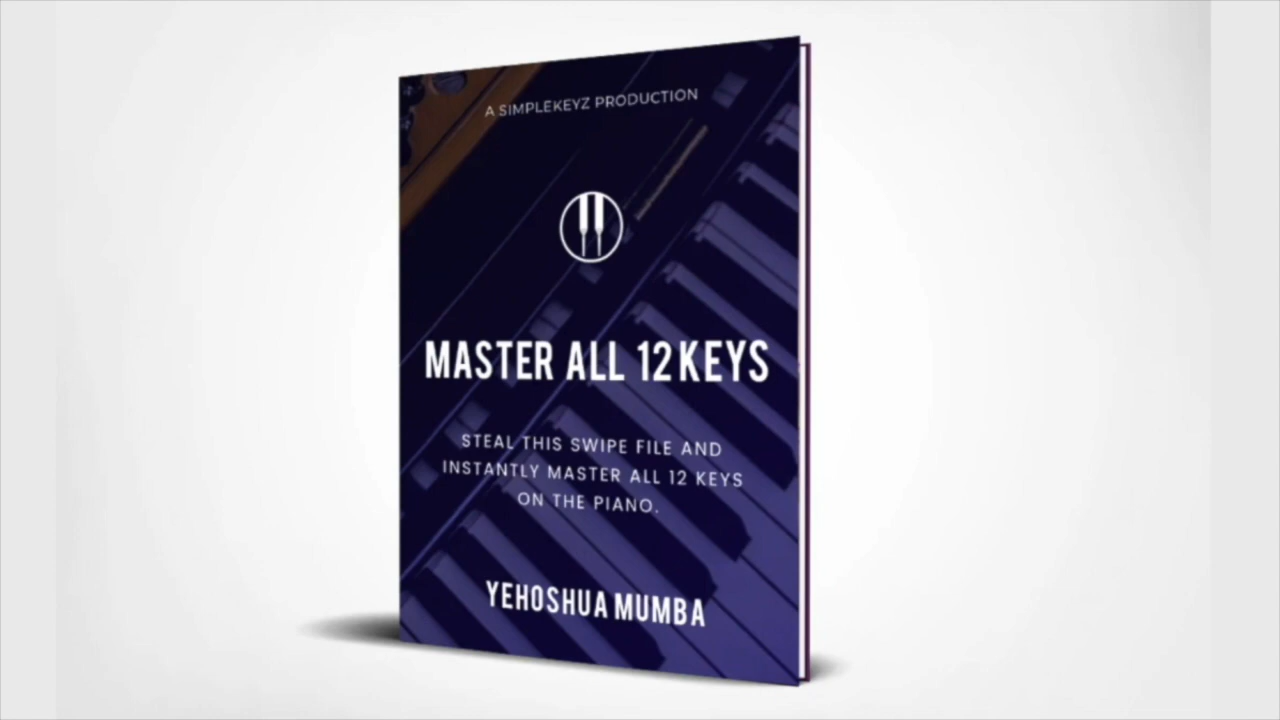 A SIMPLEKEYZ PRODUCTION
MASTER ALL 12 KEYS
STEAL THIS SWIPE FILE AND
INSTANTLY MASTER ALL 12 KEYS
ON THE PIANO.
YEHOSHUA MUMBA